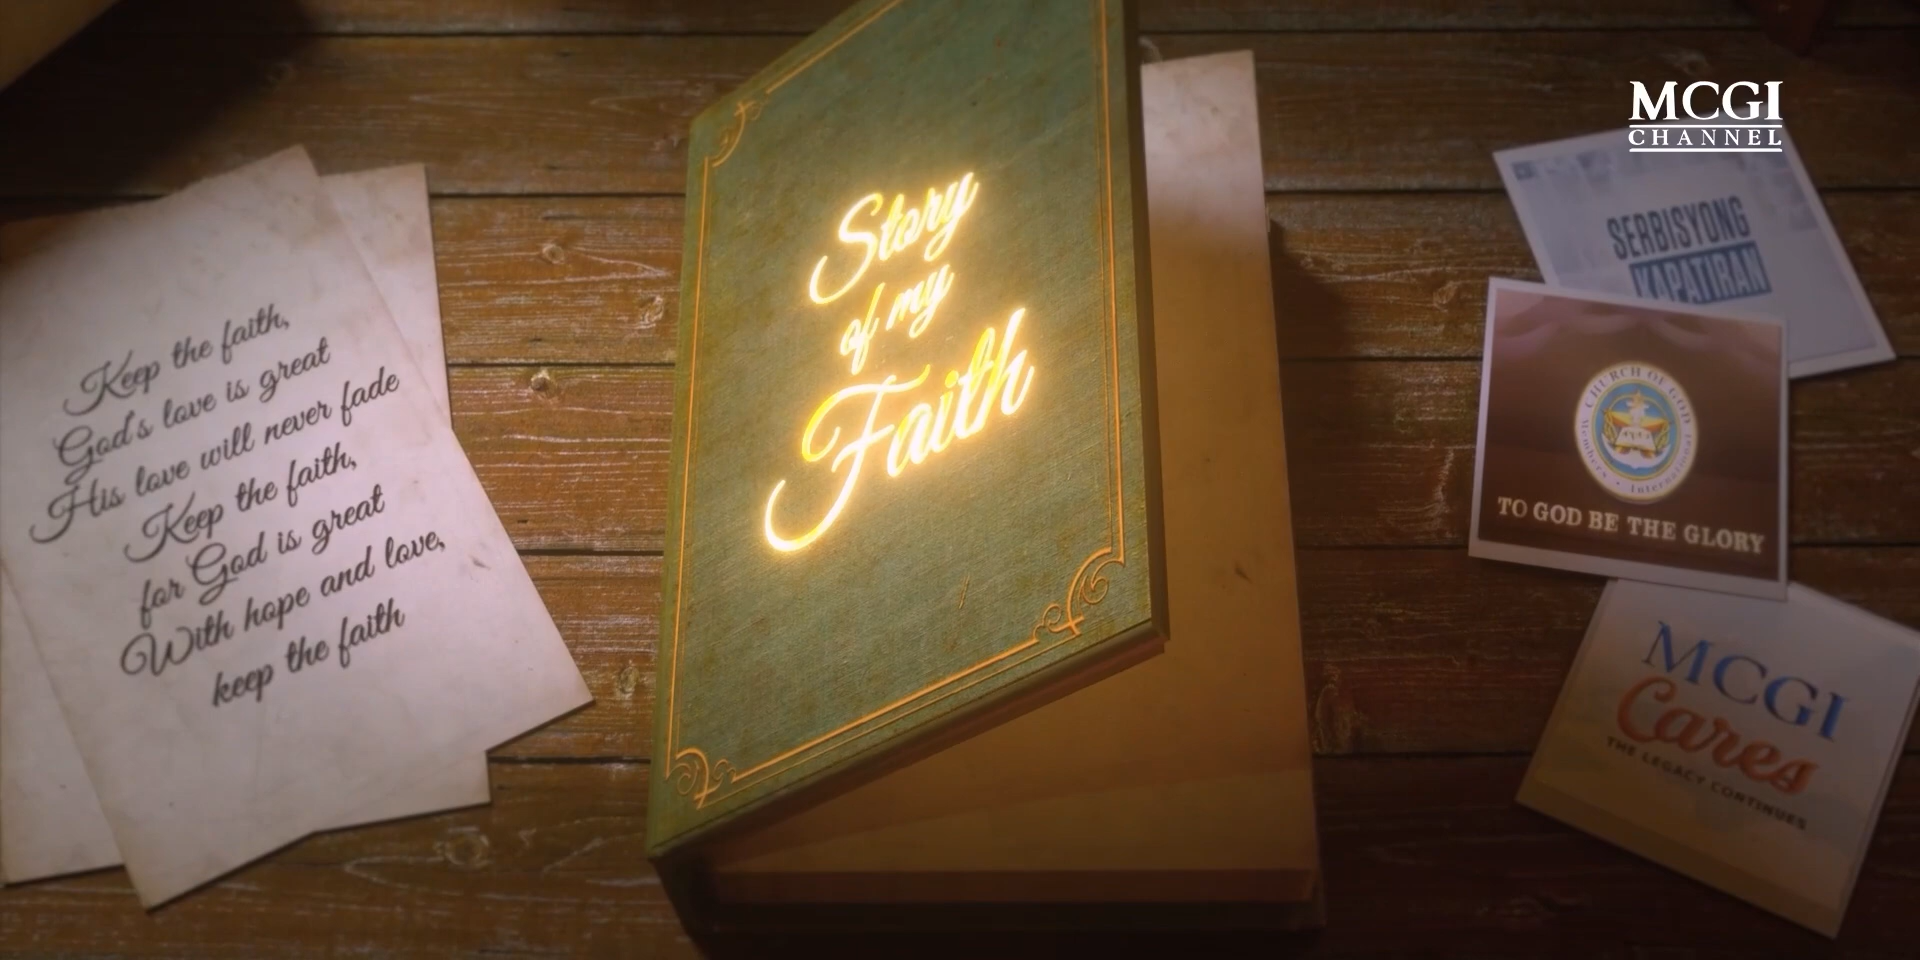 Keep the faith,
God's love is great
His love will never fade
Keep the faith,
for God is great
With hope and love,
keep the faith
Story
of my
Faith
MCGI
CHANNEL
SERBISYONG
KAPATIRAN
CHURCH OF GOD
Members • International
TO GOD BE THE GLORY
MCGI
Cares
THE LEGACY CONTINUES